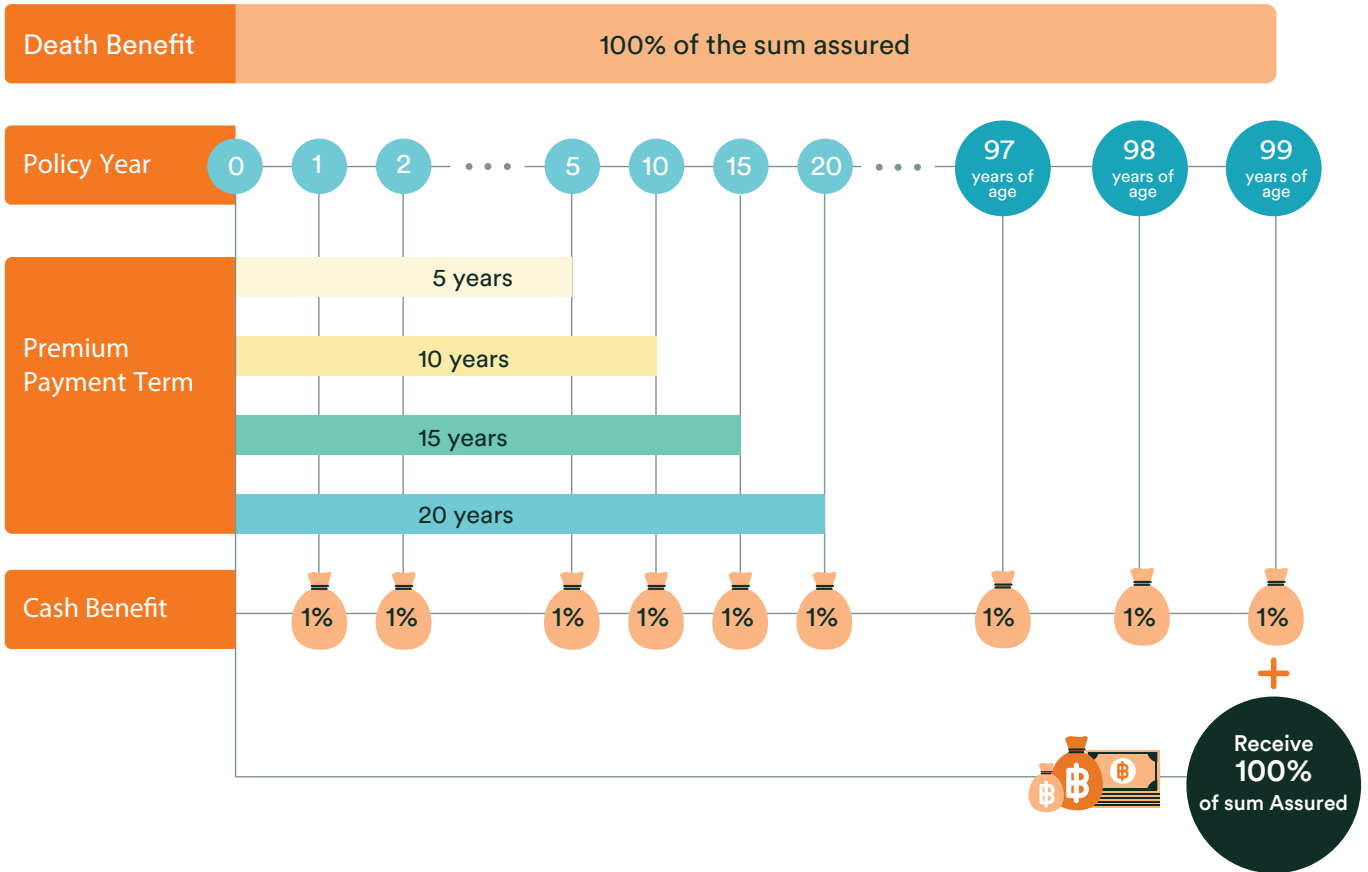 Death Benefit
100% of the sum assured
Policy Year
0
1
2
5
10
15
20
97
years of
age
98
years of
age
99
years of
age
Premium
Payment Term
5 years
10 years
15 years
20 years
Cash Benefit
1%
1%
1%
1%
1%
1%
1%
1%
1%
+
Receive
100%
of sum Assured
฿
฿
฿